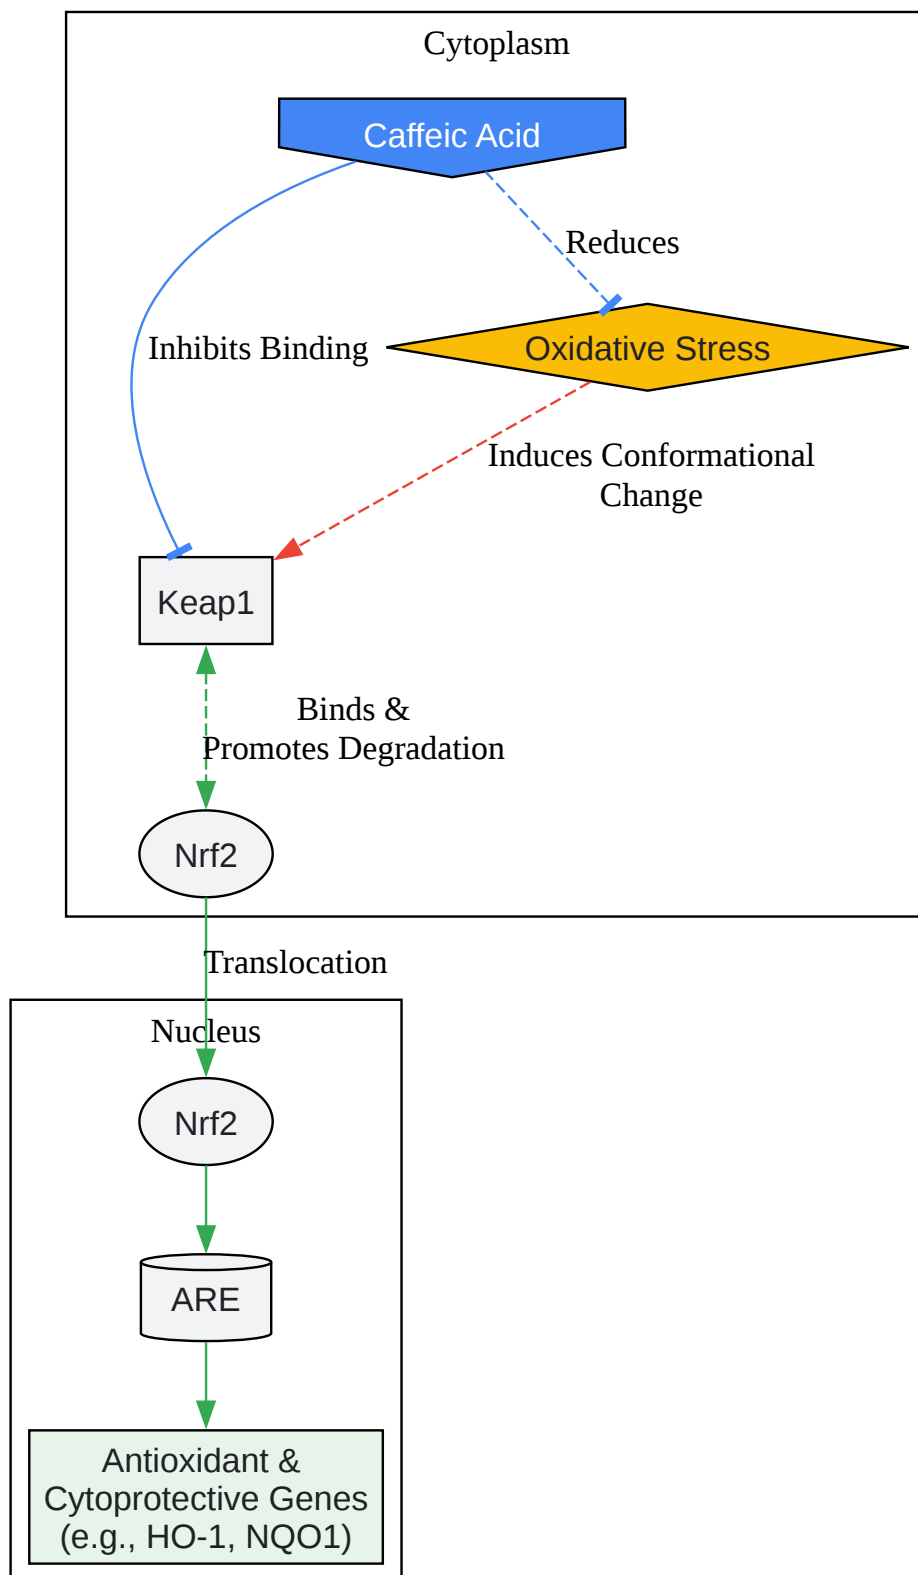 Cytoplasm
Caffeic Acid
Reduces
Inhibits Binding
Oxidative Stress
Induces Conformational
Change
Keap1
Binds &
Promotes Degradation
Nrf2
Translocation
Nucleus
Nrf2
ARE
Antioxidant &
Cytoprotective Genes
(e.g., HO-1, NQO1)